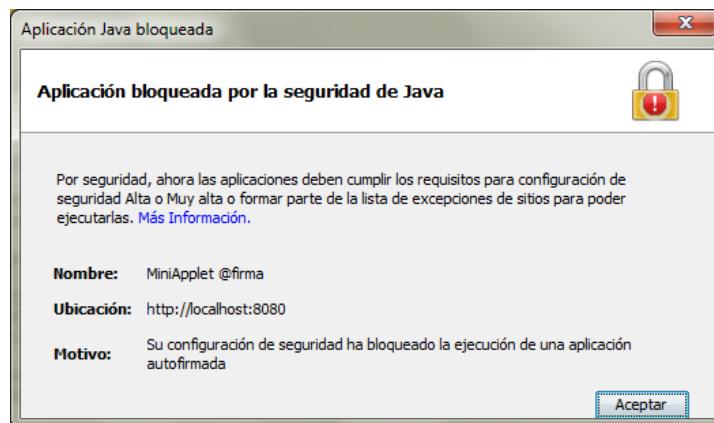 Aplicación Java bloqueada
Aplicación bloqueada por la seguridad de Java
Por seguridad, ahora las aplicaciones deben cumplir los requisitos para configuración de
seguridad Alta o Muy alta o formar parte de la lista de excepciones de sitios para poder
ejecutarlas. Más Información.
Nombre: MiniApplet @firma
Ubicación: http://localhost:8080
Motivo: Su configuración de seguridad ha bloqueado la ejecución de una aplicación
autofirmada
Aceptar